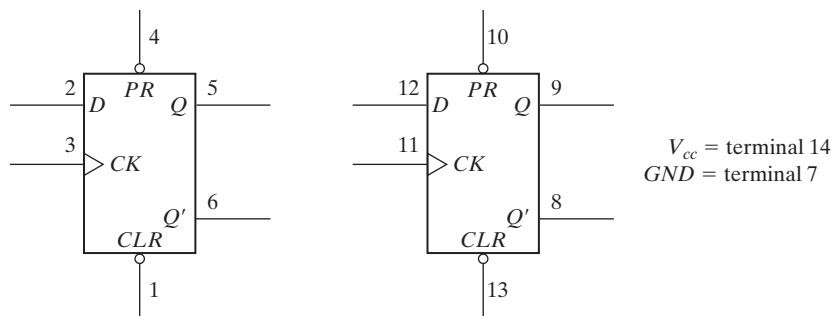 4
10
2
PR
5
12
PR
9
D
Q
D
Q
3
11
V_cc = terminal 14
CK
CK
GND = terminal 7
6
8
Q'
Q'
CLR
CLR
1
13